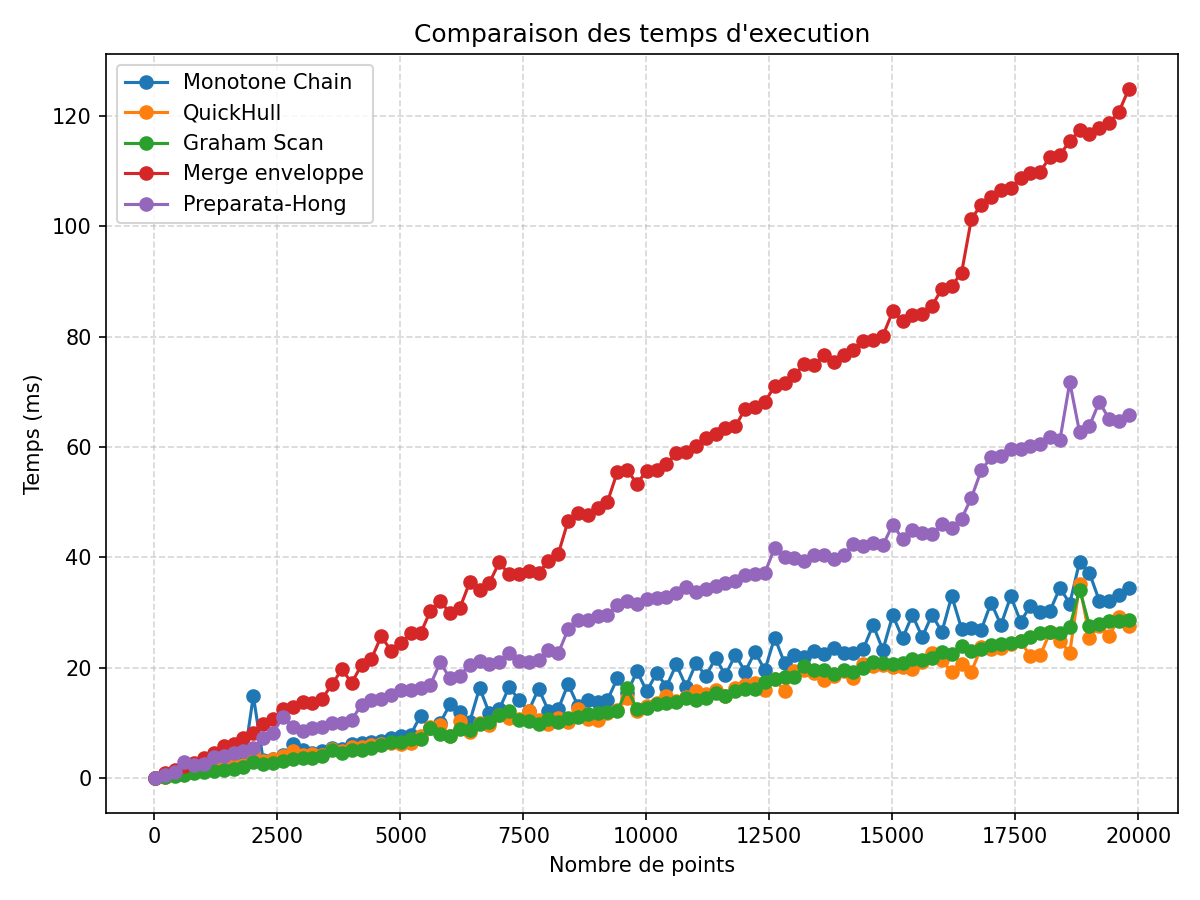 Comparaison des temps d'execution
Monotone Chain
QuickHull
Graham Scan
Merge enveloppe
Preparata-Hong
Temps (ms)
120
100
80
60
40
20
0
0 2500 5000 7500 10000 12500 15000 17500 20000
Nombre de points